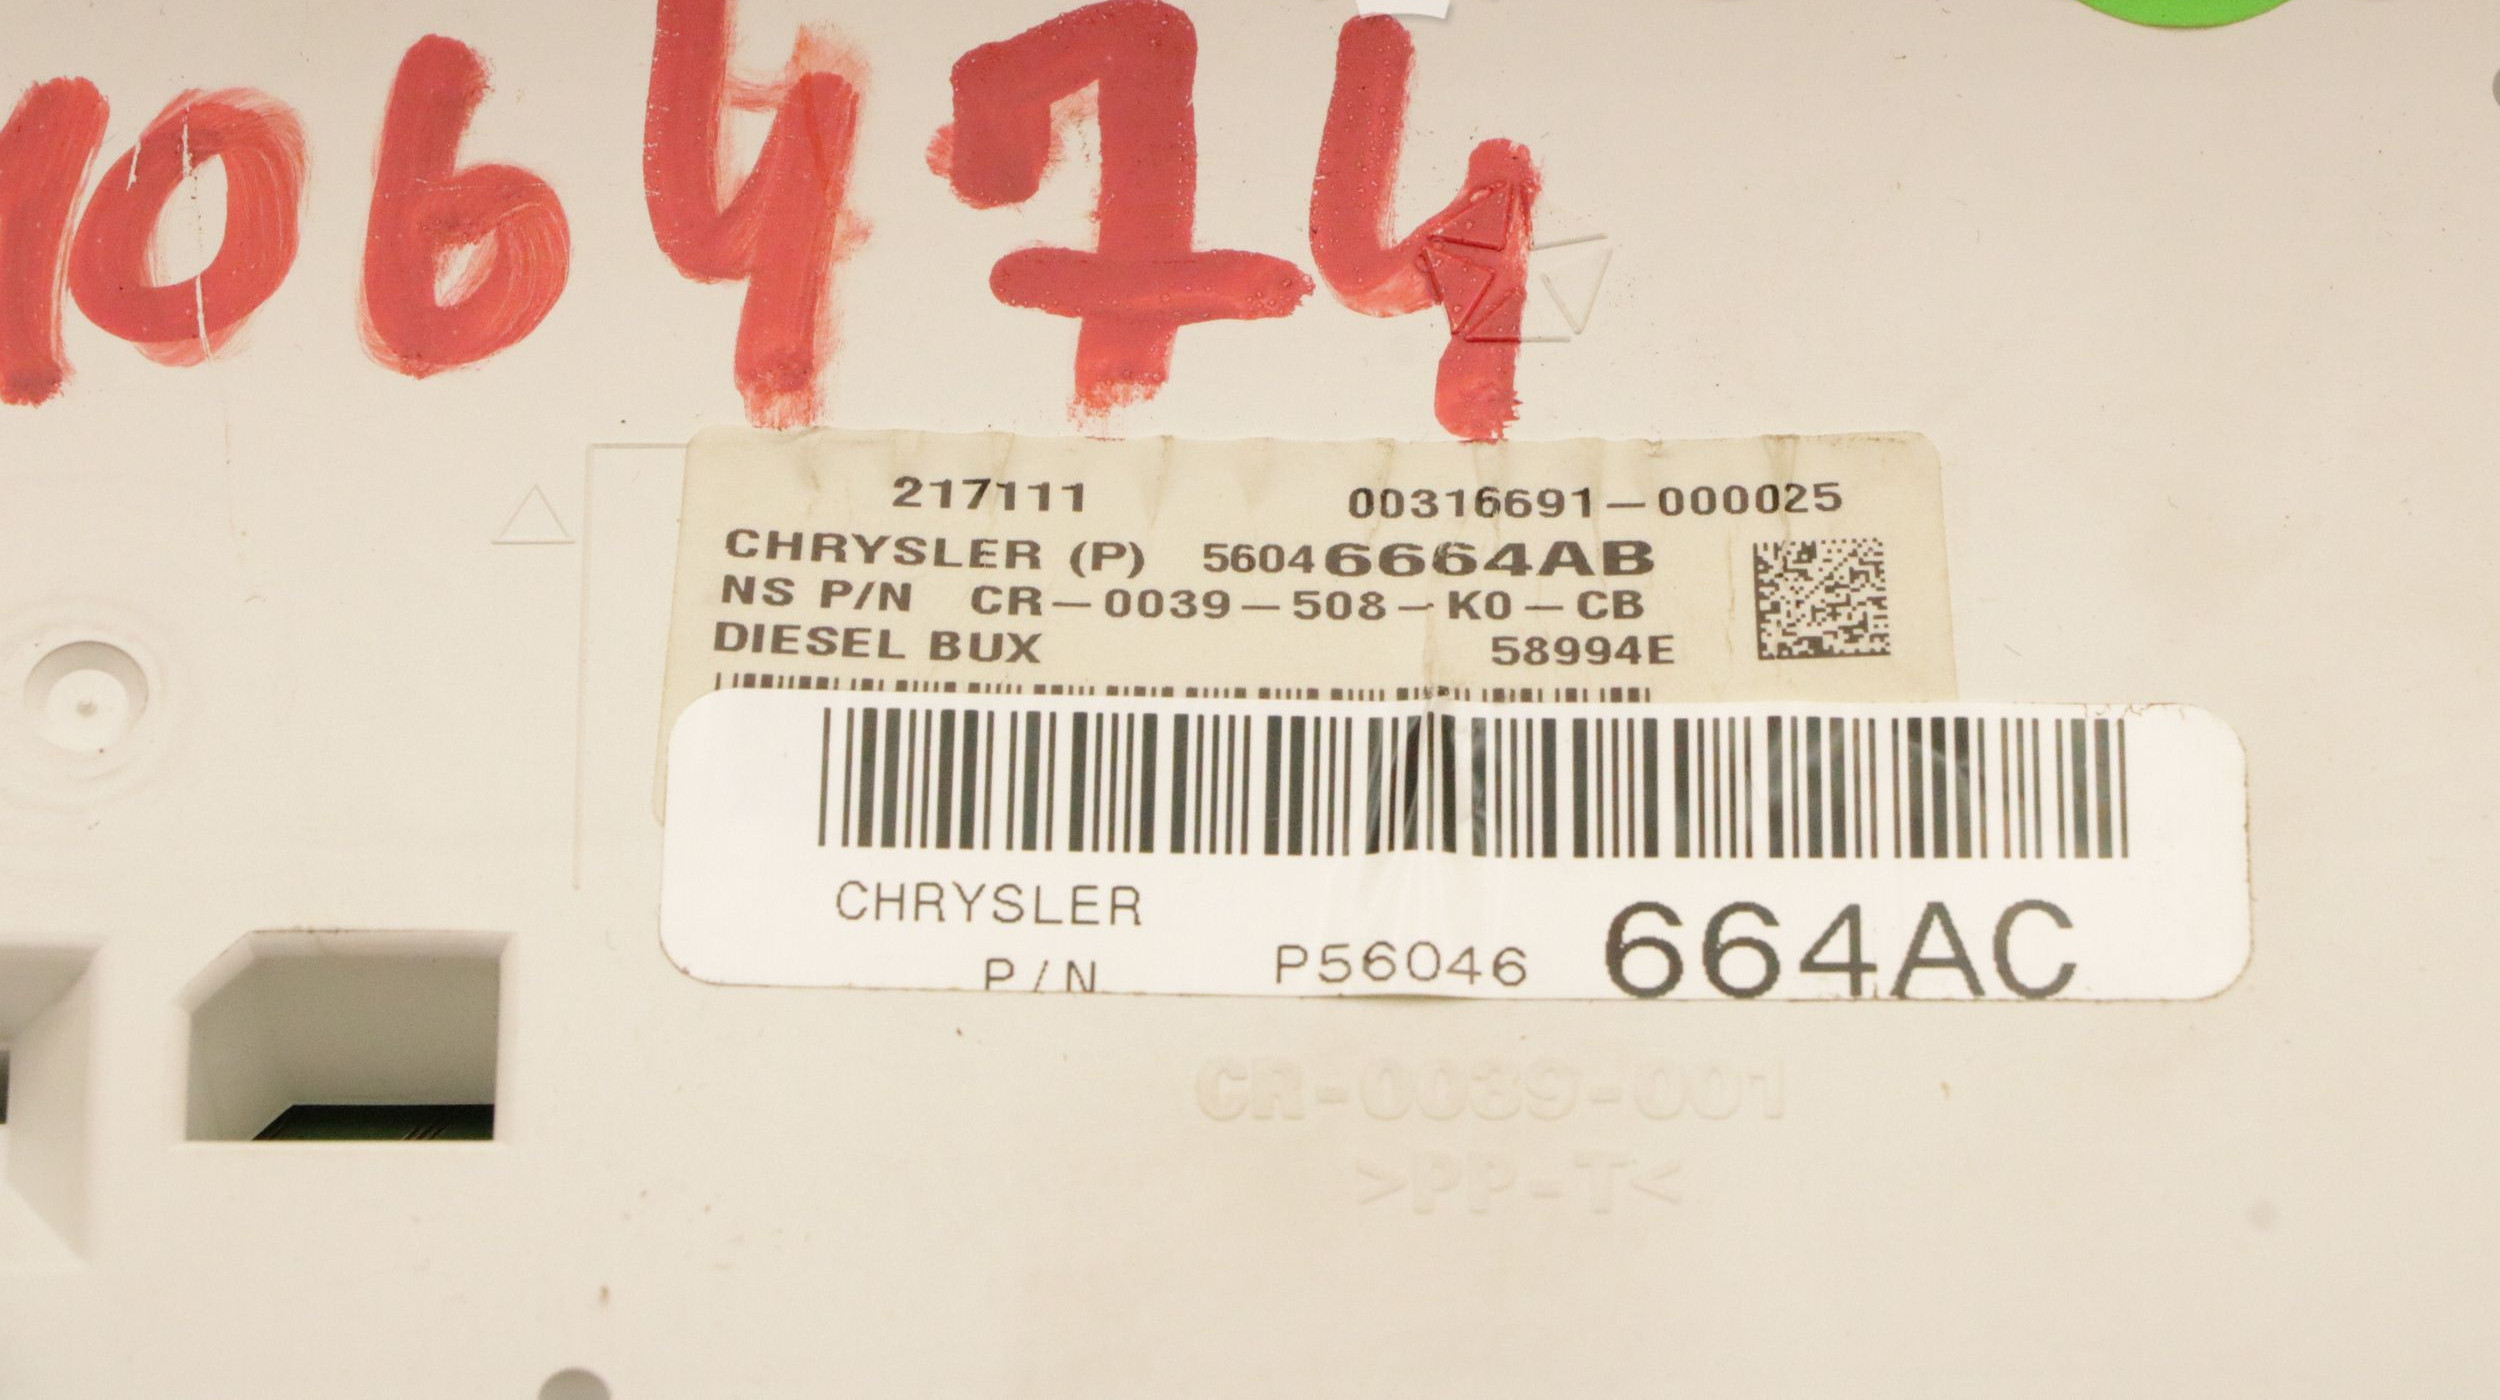 106474
217111 00316691-000025
CHRYSLER (P) 56046664AB
NS P/N CR-0039-508-K0-CB
DIESEL BUX 58994E
CHRYSLER
P/N P56046 664AC
CR-0039-001
>PP-T<